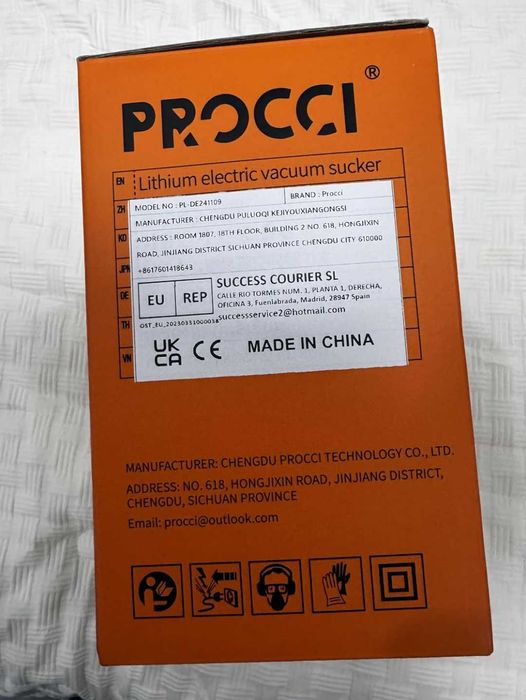 PROCCI®
EN Lithium electric vacuum sucker
ZH
MODEL NO : PL-DE241109 BRAND : Procci
MANUFACTURER : CHENGDU PULUOQI KEJIYOUXIANGONGSI
KO
ADDRESS : ROOM 1807, 18TH FLOOR, BUILDING 2 NO. 618, HONGJIXIN
ROAD, JINJIANG DISTRICT SICHUAN PROVINCE CHENGDU CITY 610000
JPN
+8617601418643
DE
EU REP
SUCCESS COURIER SL
CALLE RIO TORMES NUM. 1, PLANTA 1, DERECHA,
OFICINA 3, Fuenlabrada, Madrid, 28947 Spain
successservice2@hotmail.com
TH
VN
UK
CA CE MADE IN CHINA
MANUFACTURER: CHENGDU PROCCI TECHNOLOGY CO., LTD.
ADDRESS: NO. 618, HONGJIXIN ROAD, JINJIANG DISTRICT,
CHENGDU, SICHUAN PROVINCE
Email: procci@outlook.com